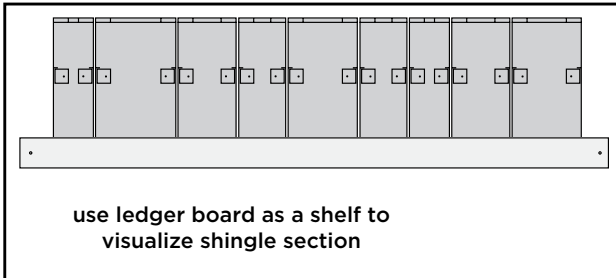 use ledger board as a shelf to
visualize shingle section